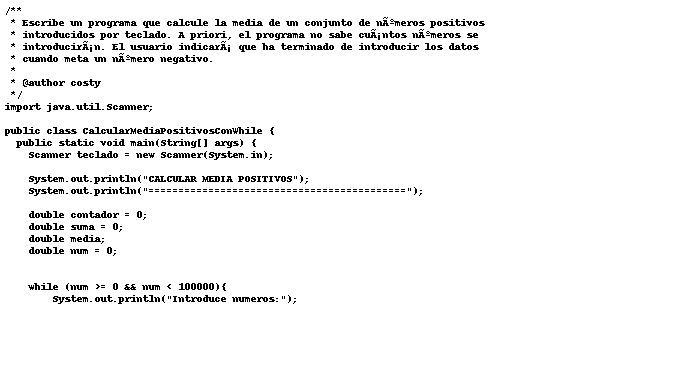 /**
 * Escribe un programa que calcule la media de un conjunto de nÃºmeros positivos
 * introducidos por teclado. A priori, el programa no sabe cuÃ¡ntos nÃºmeros se
 * introducirÃ¡n. El usuario indicarÃ¡ que ha terminado de introducir los datos
 * cuando meta un nÃºmero negativo.
 *
 * @author costy
 */
import java.util.Scanner;
public class CalcularMediaPositivosConWhile {
  public static void main(String[] args) {
    Scanner teclado = new Scanner(System.in);
    System.out.println("CALCULAR MEDIA POSITIVOS");
    System.out.println("===========================================");
    double contador = 0;
    double suma = 0;
    double media;
    double num = 0;
    while (num >= 0 && num < 100000){
        System.out.println("Introduce numeros:");